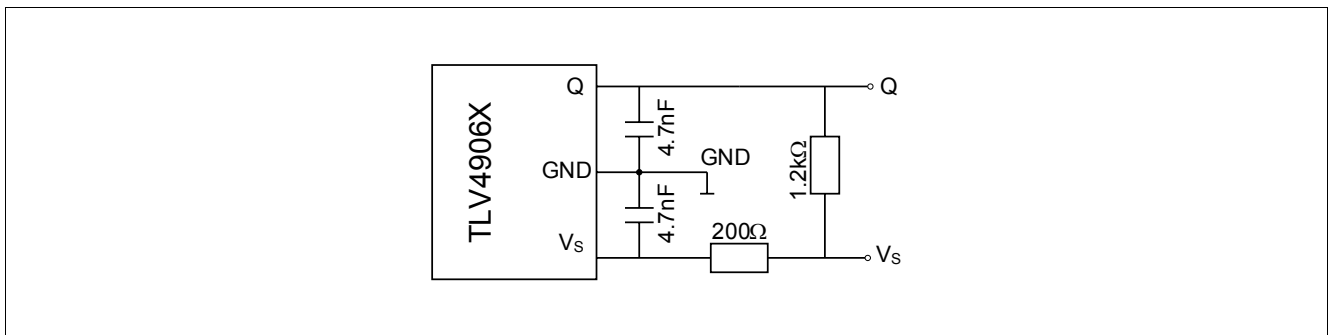 TLV4906X
Q
GND
VS
4.7nF
4.7nF
GND
200Ω
1.2kΩ
Q
VS